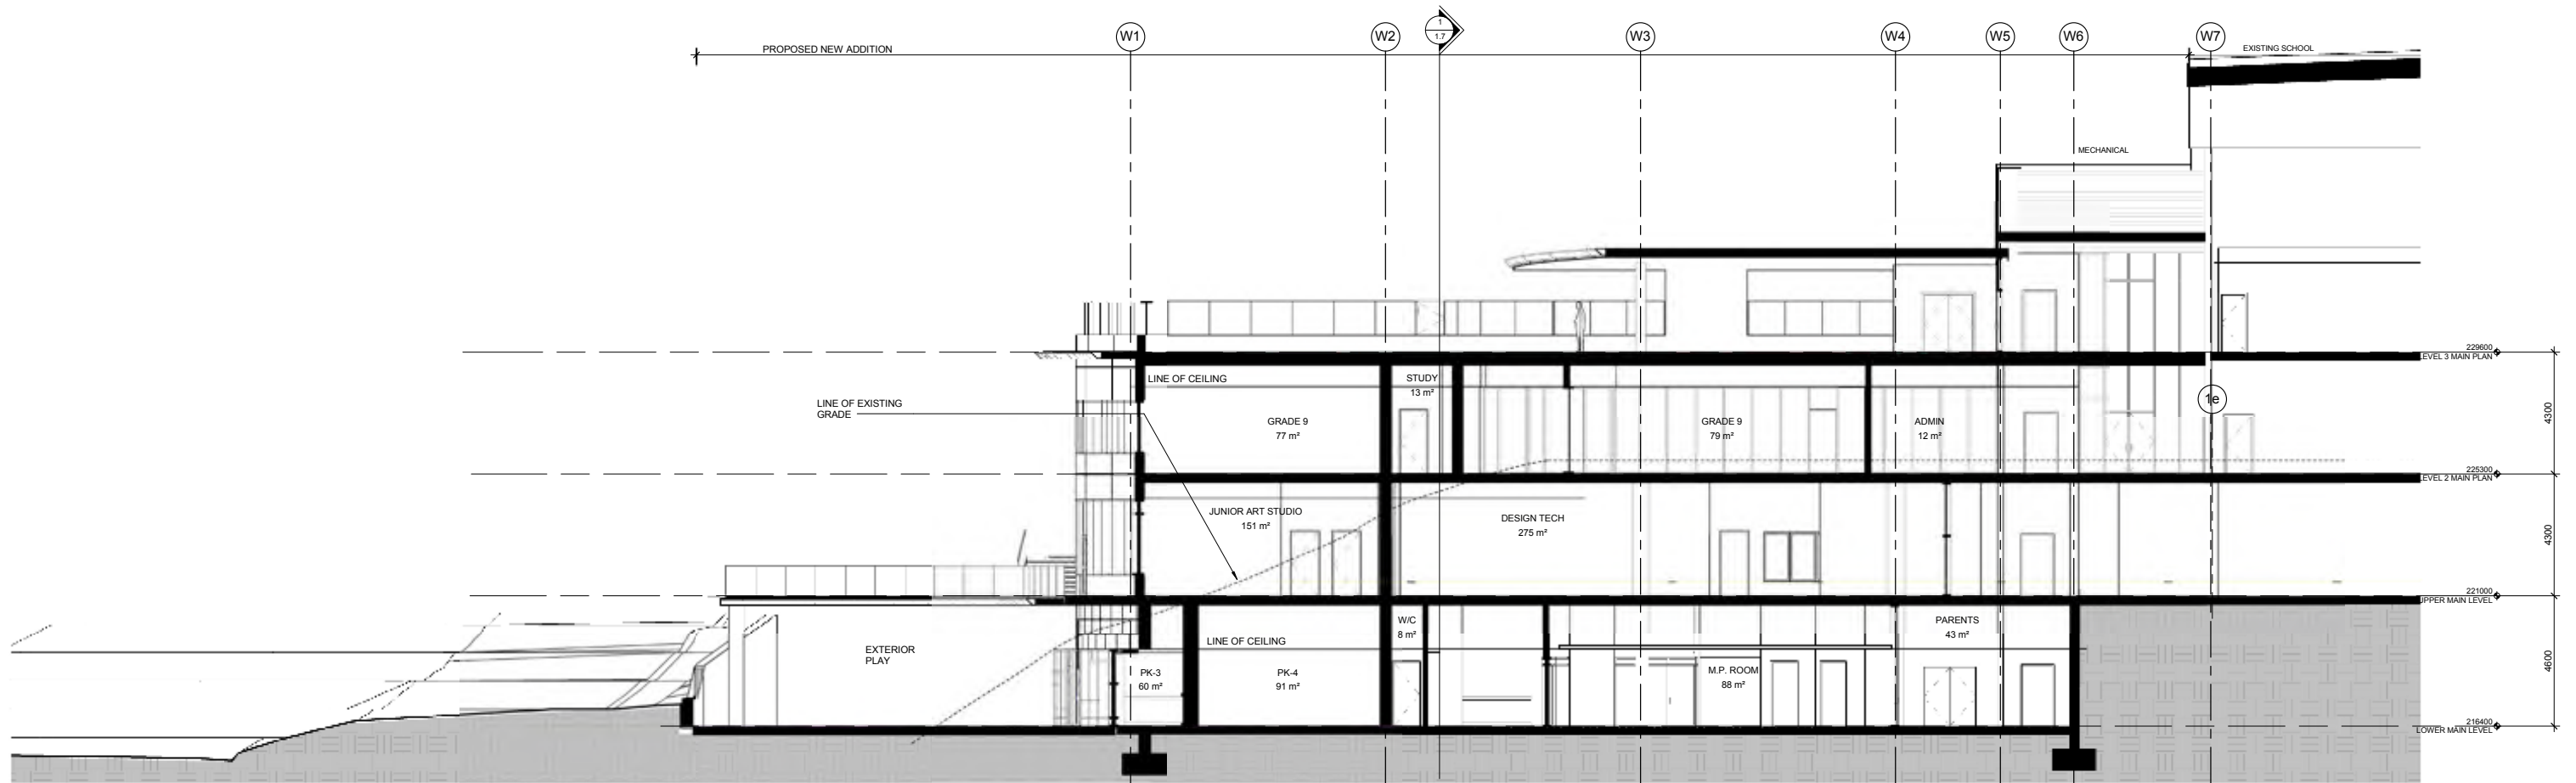 W1
W2
1
1.7
W3
W4
W5
W6
W7
PROPOSED NEW ADDITION
EXISTING SCHOOL
MECHANICAL
229600
LEVEL 3 MAIN PLAN
LINE OF CEILING
STUDY
13 m²
LINE OF EXISTING
GRADE
1e
4300
GRADE 9
77 m²
GRADE 9
79 m²
ADMIN
12 m²
225300
LEVEL 2 MAIN PLAN
JUNIOR ART STUDIO
151 m²
DESIGN TECH
275 m²
4300
221000
UPPER MAIN LEVEL
W/C
8 m²
PARENTS
43 m²
LINE OF CEILING
EXTERIOR
PLAY
4600
PK-3
60 m²
PK-4
91 m²
M.P. ROOM
88 m²
216400
LOWER MAIN LEVEL